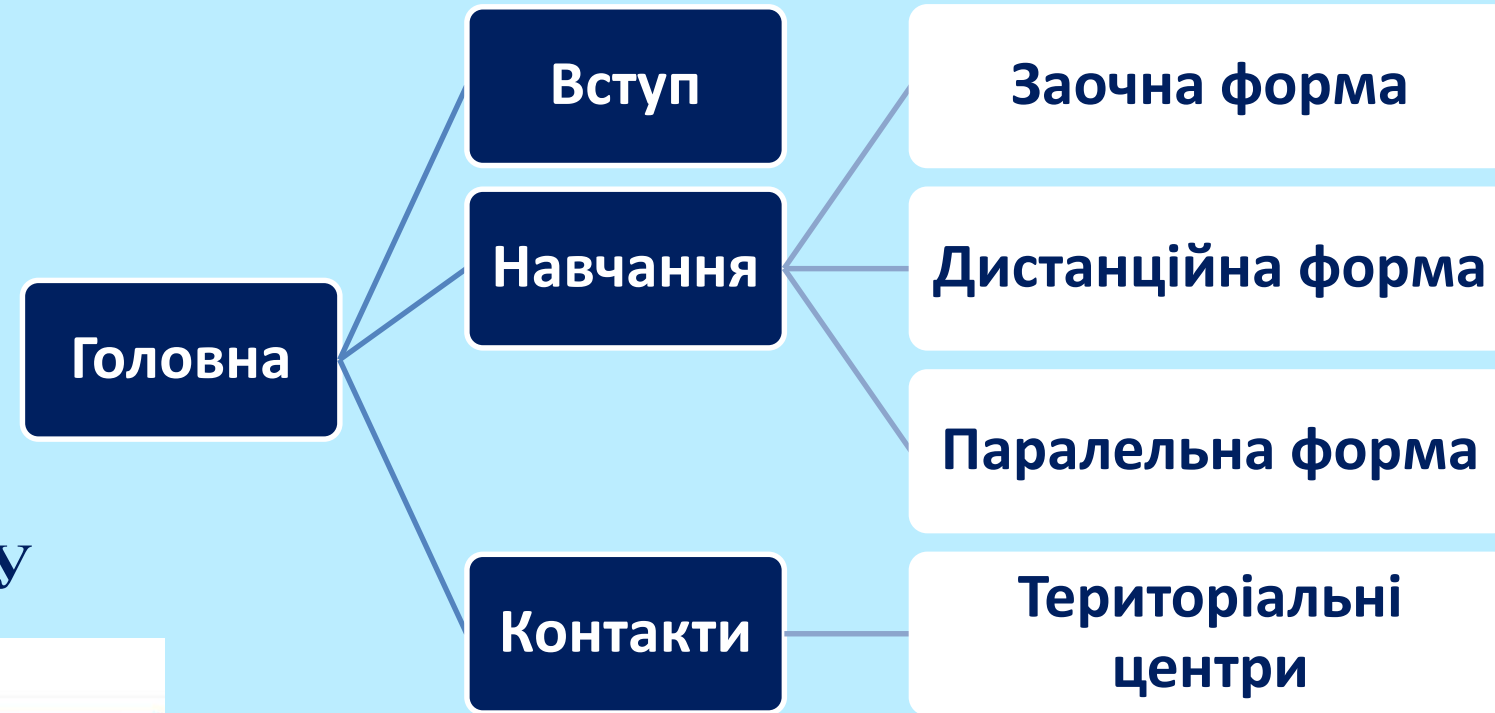 Вступ
Заочна форма
Навчання
Дистанційна форма
Головна
Паралельна форма
у
Контакти
Територіальні
центри